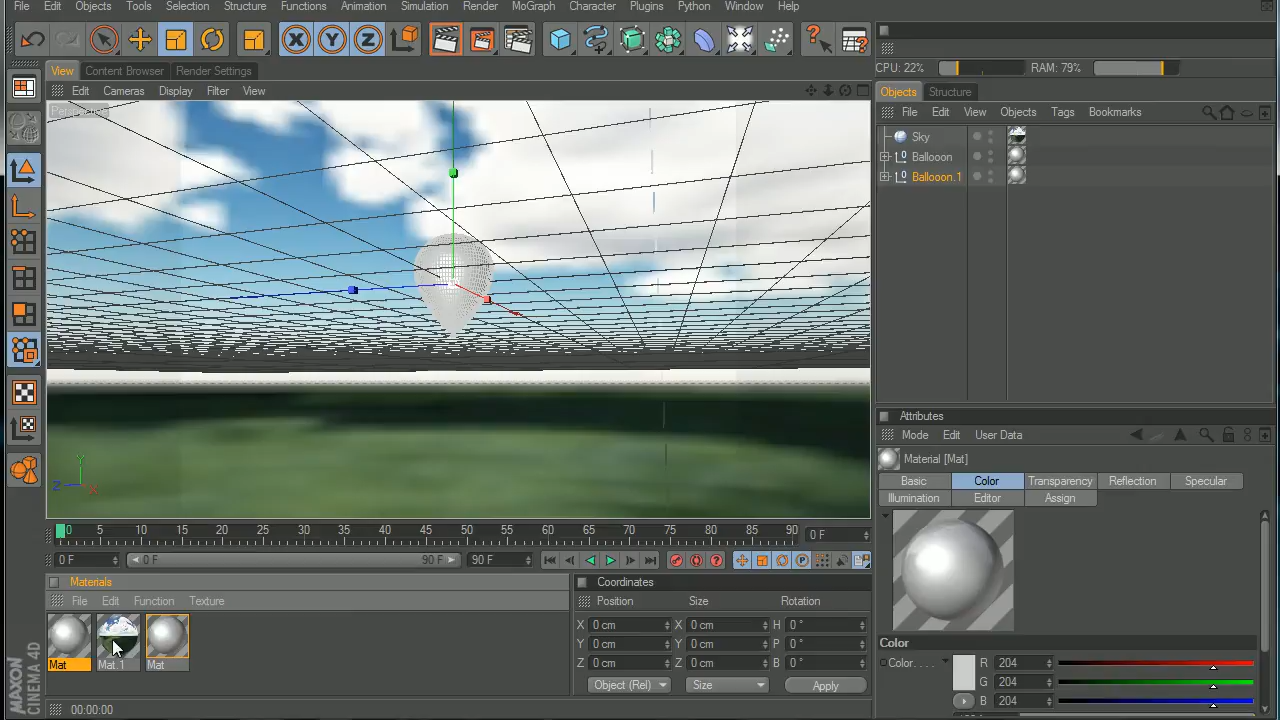 File Edit Objects Tools Selection Structure Functions Animation Simulation Render MoGraph Character Plugins Python Window Help
X Y Z
CPU: 22% RAM: 79%
View Content Browser Render Settings
Objects Structure
Edit Cameras Display Filter View
File Edit View Objects Tags Bookmarks
Sky
Ballooon
Ballooon.1
Attributes
Mode Edit User Data
Material [Mat]
Basic Color Transparency Reflection Specular
Illumination Editor Assign
Y
Z X
0 5 10 15 20 25 30 35 40 45 50 55 60 65 70 75 80 85 90 0 F
0 F 0 F 90 F 90 F
Materials
File Edit Function Texture
Mat Mat.1 Mat
Coordinates
Position Size Rotation
X 0 cm X 0 cm H 0 °
Y 0 cm Y 0 cm P 0 °
Z 0 cm Z 0 cm B 0 °
Object (Rel) Size Apply
Color
Color. . . . R 204
G 204
B 204
MAXON
CINEMA 4D
00:00:00